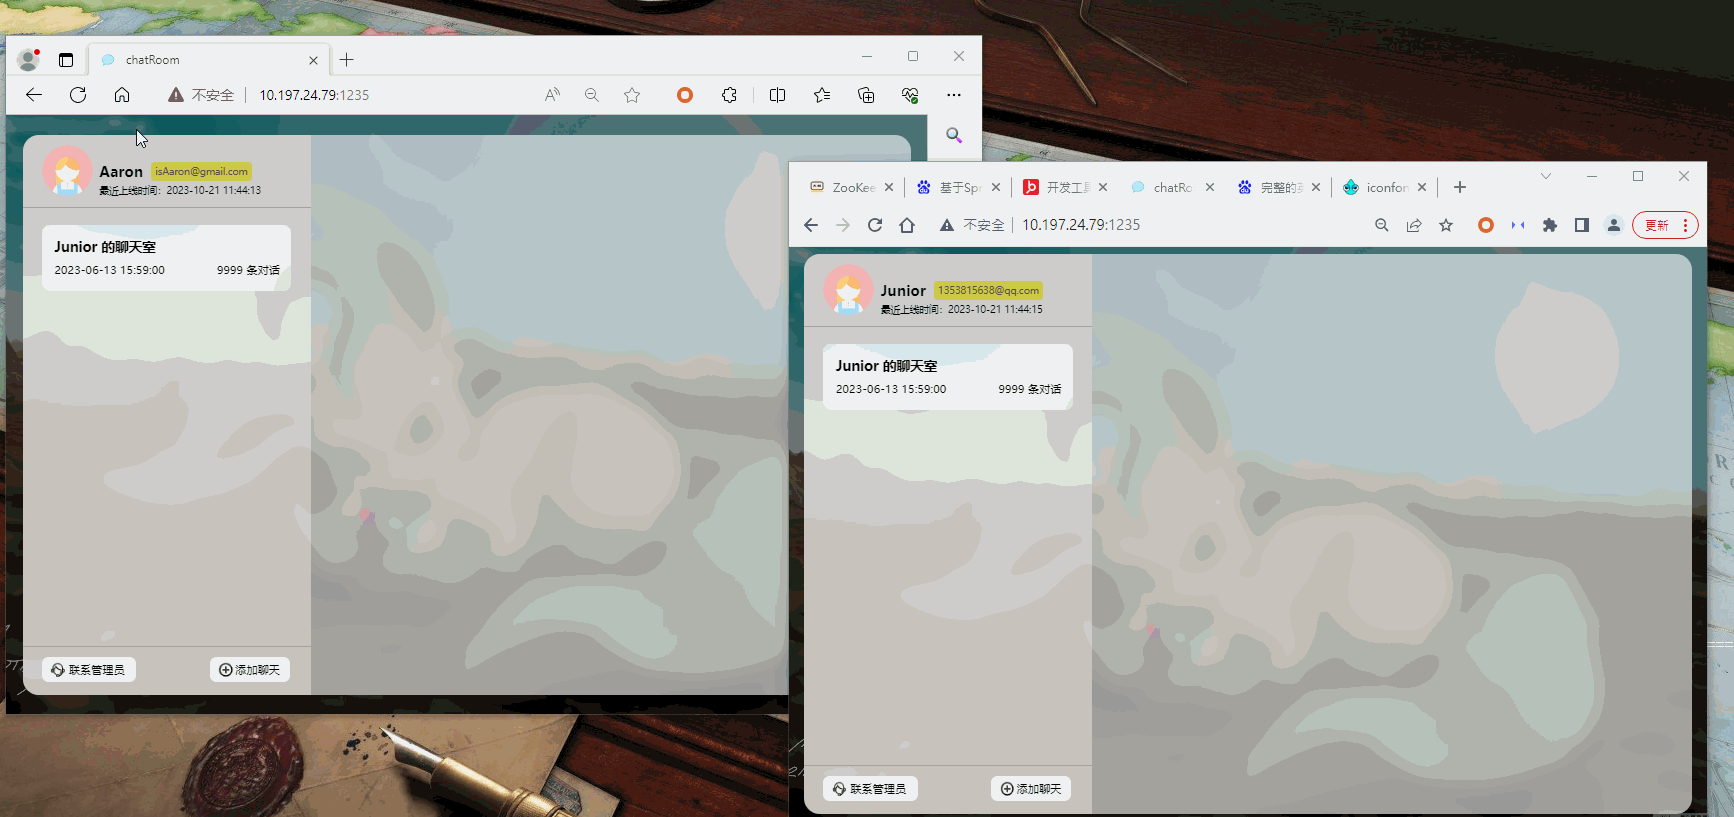 chatRoom
不安全
10.197.24.79:1235
Aaron
isAaron@gmail.com
最近上线时间：2023-10-21 11:44:13
Junior 的聊天室
2023-06-13 15:59:00
9999 条对话
联系管理员
添加聊天
ZooKee
基于Spr
开发工具
chatRo
完整的
iconfon
不安全
10.197.24.79:1235
更新
Junior
1353815638@qq.com
最近上线时间：2023-10-21 11:44:15
Junior 的聊天室
2023-06-13 15:59:00
9999 条对话
联系管理员
添加聊天